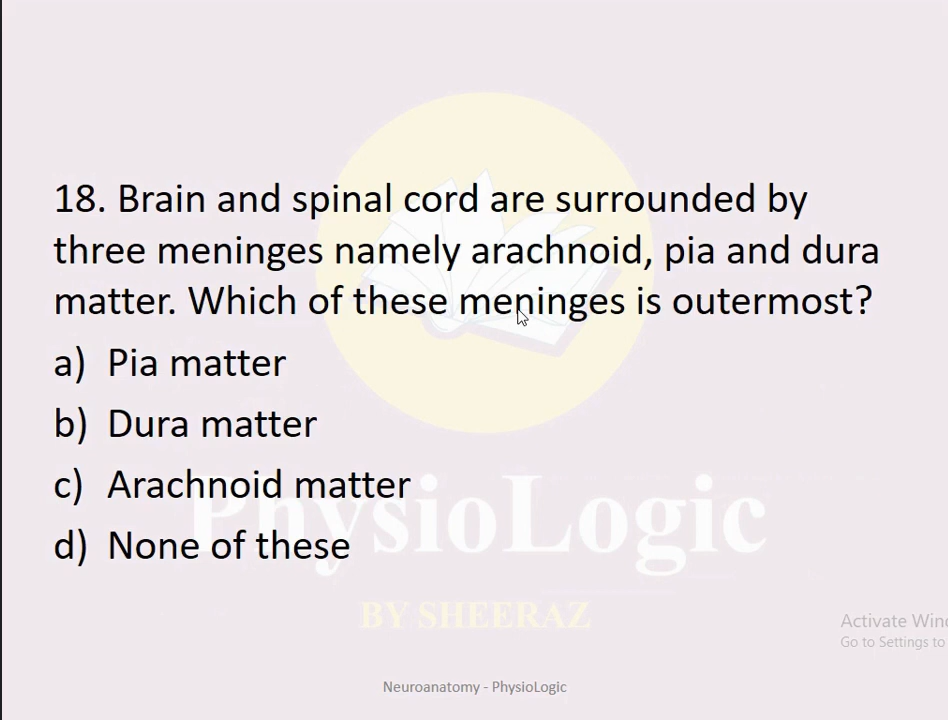 18. Brain and spinal cord are surrounded by
three meninges namely arachnoid, pia and dura
matter. Which of these meninges is outermost?
a) Pia matter
b) Dura matter
c) Arachnoid matter
d) None of these
PhysioLogic
BY SHEERAZ
Activate Win
Go to Settings to
Neuroanatomy - PhysioLogic